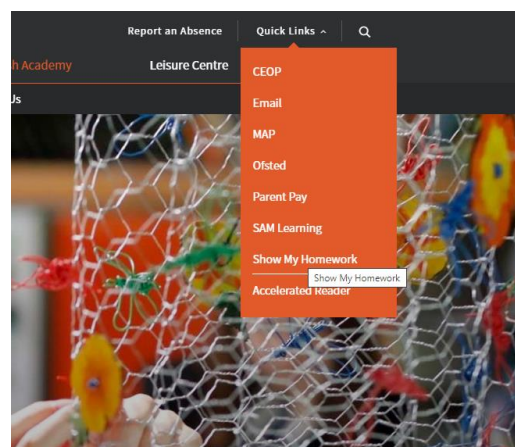 Report an Absence Quick Links
h Academy Leisure Centre
Us
CEOP
Email
MAP
Ofsted
Parent Pay
SAM Learning
Show My Homework
Show My Homework
Accelerated Reader